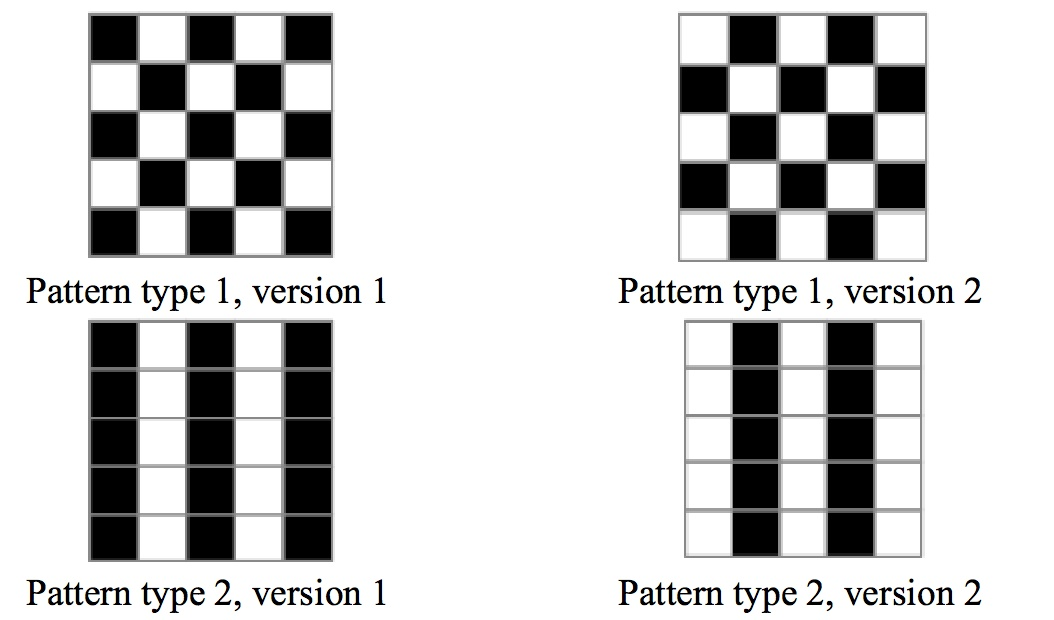 Pattern type 1, version 1
Pattern type 1, version 2
Pattern type 2, version 1
Pattern type 2, version 2